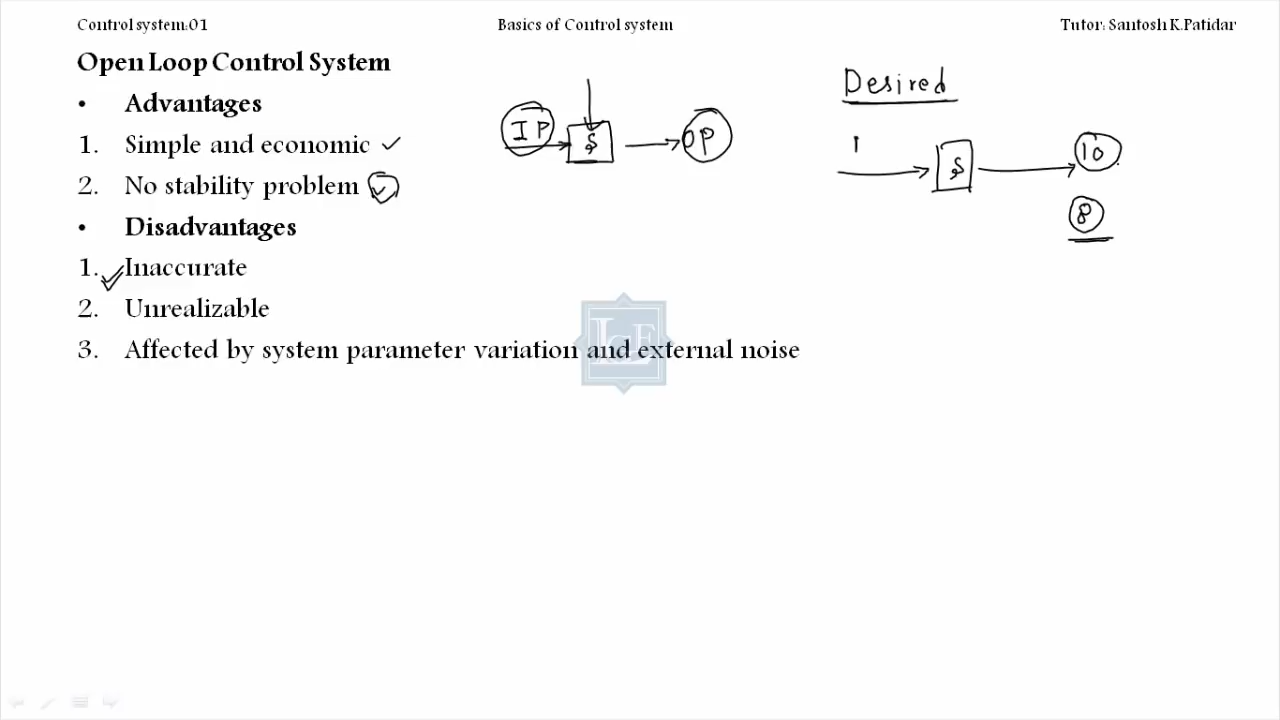 Control system:01 Basics of Control system Tutor: Santosh K.Patidar
Open Loop Control System
• Advantages
1. Simple and economic
2. No stability problem
• Disadvantages
1. Inaccurate
2. Unrealizable
3. Affected by system parameter variation and external noise
IP $ OP
Desired
1 $ 10
8